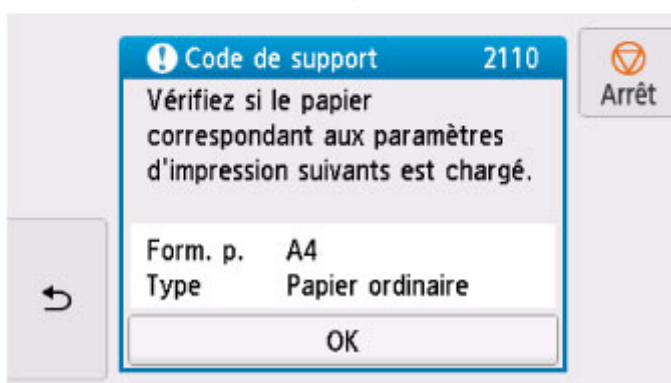 Code de support 2110
Arrêt
Vérifiez si le papier
correspondant aux paramètres
d'impression suivants est chargé.
Form. p. A4
Type Papier ordinaire
OK